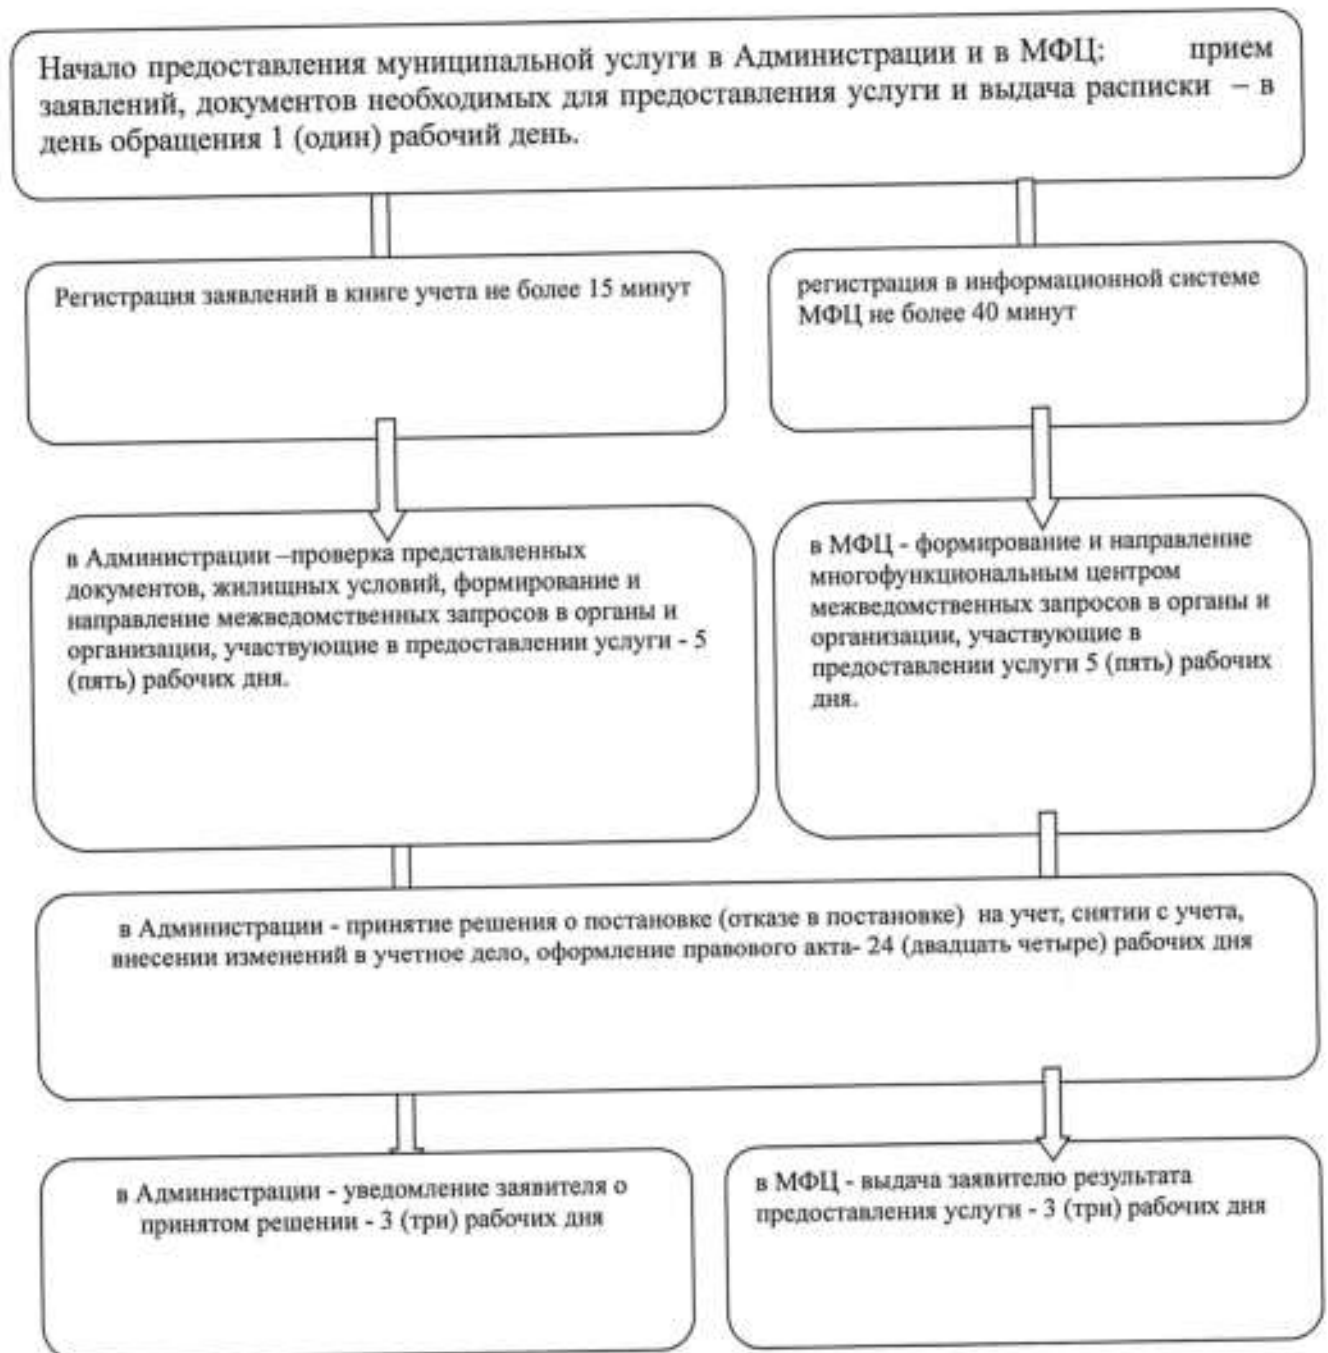 Начало предоставления муниципальной услуги в Администрации и в МФЦ: прием
заявлений, документов необходимых для предоставления услуги и выдача расписки – в
день обращения 1 (один) рабочий день.
Регистрация заявлений в книге учета не более 15 минут
регистрация в информационной системе
МФЦ не более 40 минут
в Администрации –проверка представленных
документов, жилищных условий, формирование и
направление межведомственных запросов в органы и
организации, участвующие в предоставлении услуги - 5
(пять) рабочих дня.
в МФЦ - формирование и направление
многофункциональным центром
межведомственных запросов в органы и
организации, участвующие в
предоставлении услуги 5 (пять) рабочих
дня.
в Администрации - принятие решения о постановке (отказе в постановке) на учет, снятии с учета,
внесении изменений в учетное дело, оформление правового акта- 24 (двадцать четыре) рабочих дня
в Администрации - уведомление заявителя о
принятом решении - 3 (три) рабочих дня
в МФЦ - выдача заявителю результата
предоставления услуги - 3 (три) рабочих дня